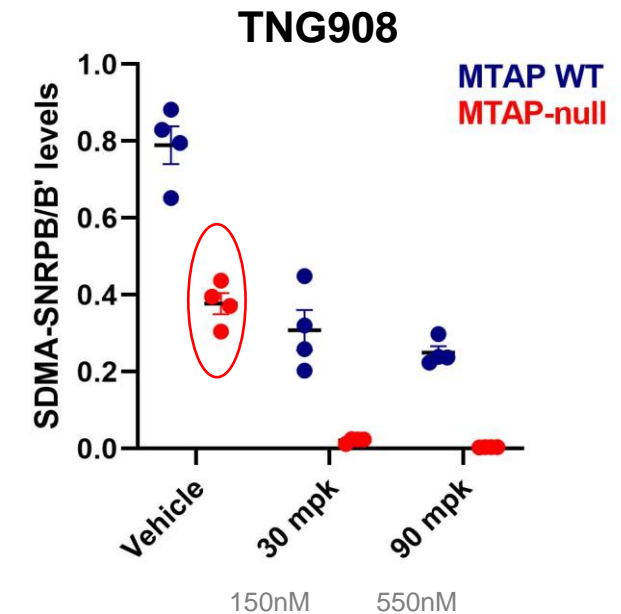 TNG908
MTAP WT
MTAP-null
SDMA-SNRPB/B' levels
1.0
0.8
0.6
0.4
0.2
0.0
Vehicle
30 mpk
90 mpk
150nM
550nM